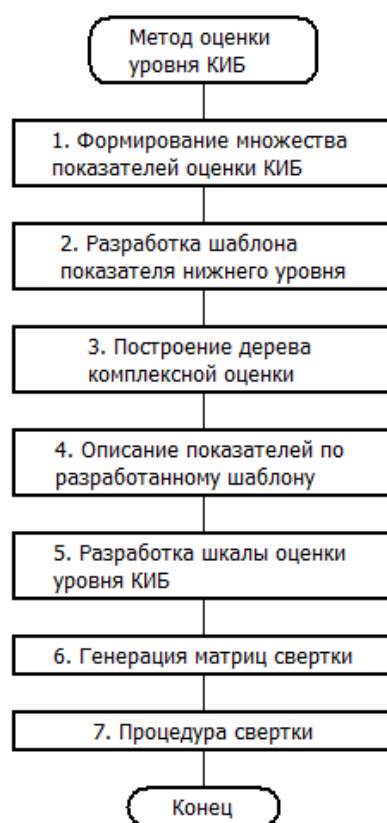 Метод оценки
уровня КИБ
1. Формирование множества
показателей оценки КИБ
2. Разработка шаблона
показателя нижнего уровня
3. Построение дерева
комплексной оценки
4. Описание показателей по
разработанному шаблону
5. Разработка шкалы оценки
уровня КИБ
6. Генерация матриц свертки
7. Процедура свертки
Конец